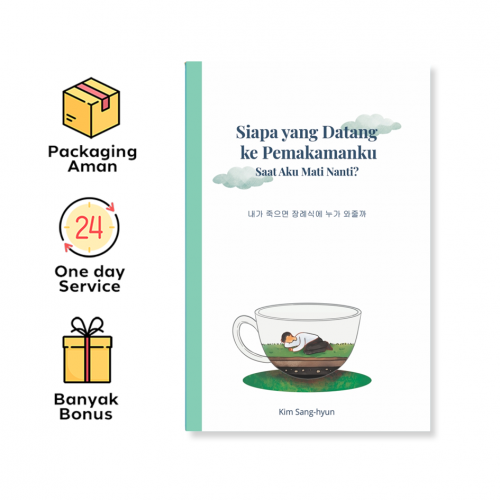 Packaging
Aman
24
One day
Service
Banyak
Bonus
Siapa yang Datang
ke Pemakamanku
Saat Aku Mati Nanti?
내가 죽으면 장례식에 누가 와줄까
Kim Sang-hyun